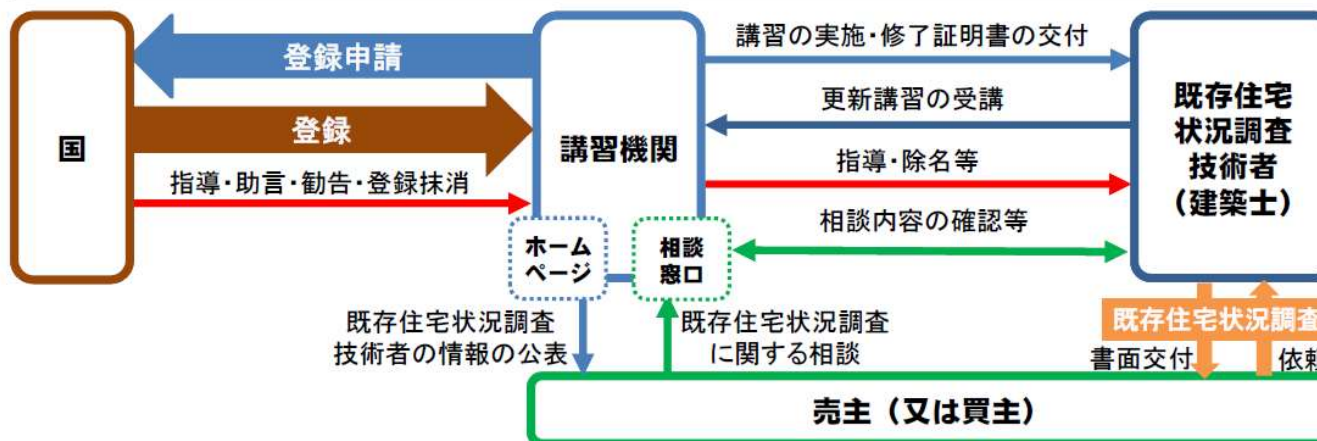 国
登録申請
登録
指導・助言・勧告・登録抹消
講習機関
ホーム
ページ
相談
窓口
講習の実施・修了証明書の交付
更新講習の受講
指導・除名等
相談内容の確認等
既存住宅
状況調査
技術者
（建築士）
既存住宅状況調査
技術者の情報の公表
既存住宅状況調査
に関する相談
既存住宅状況調査
書面交付
依頼
売主（又は買主）